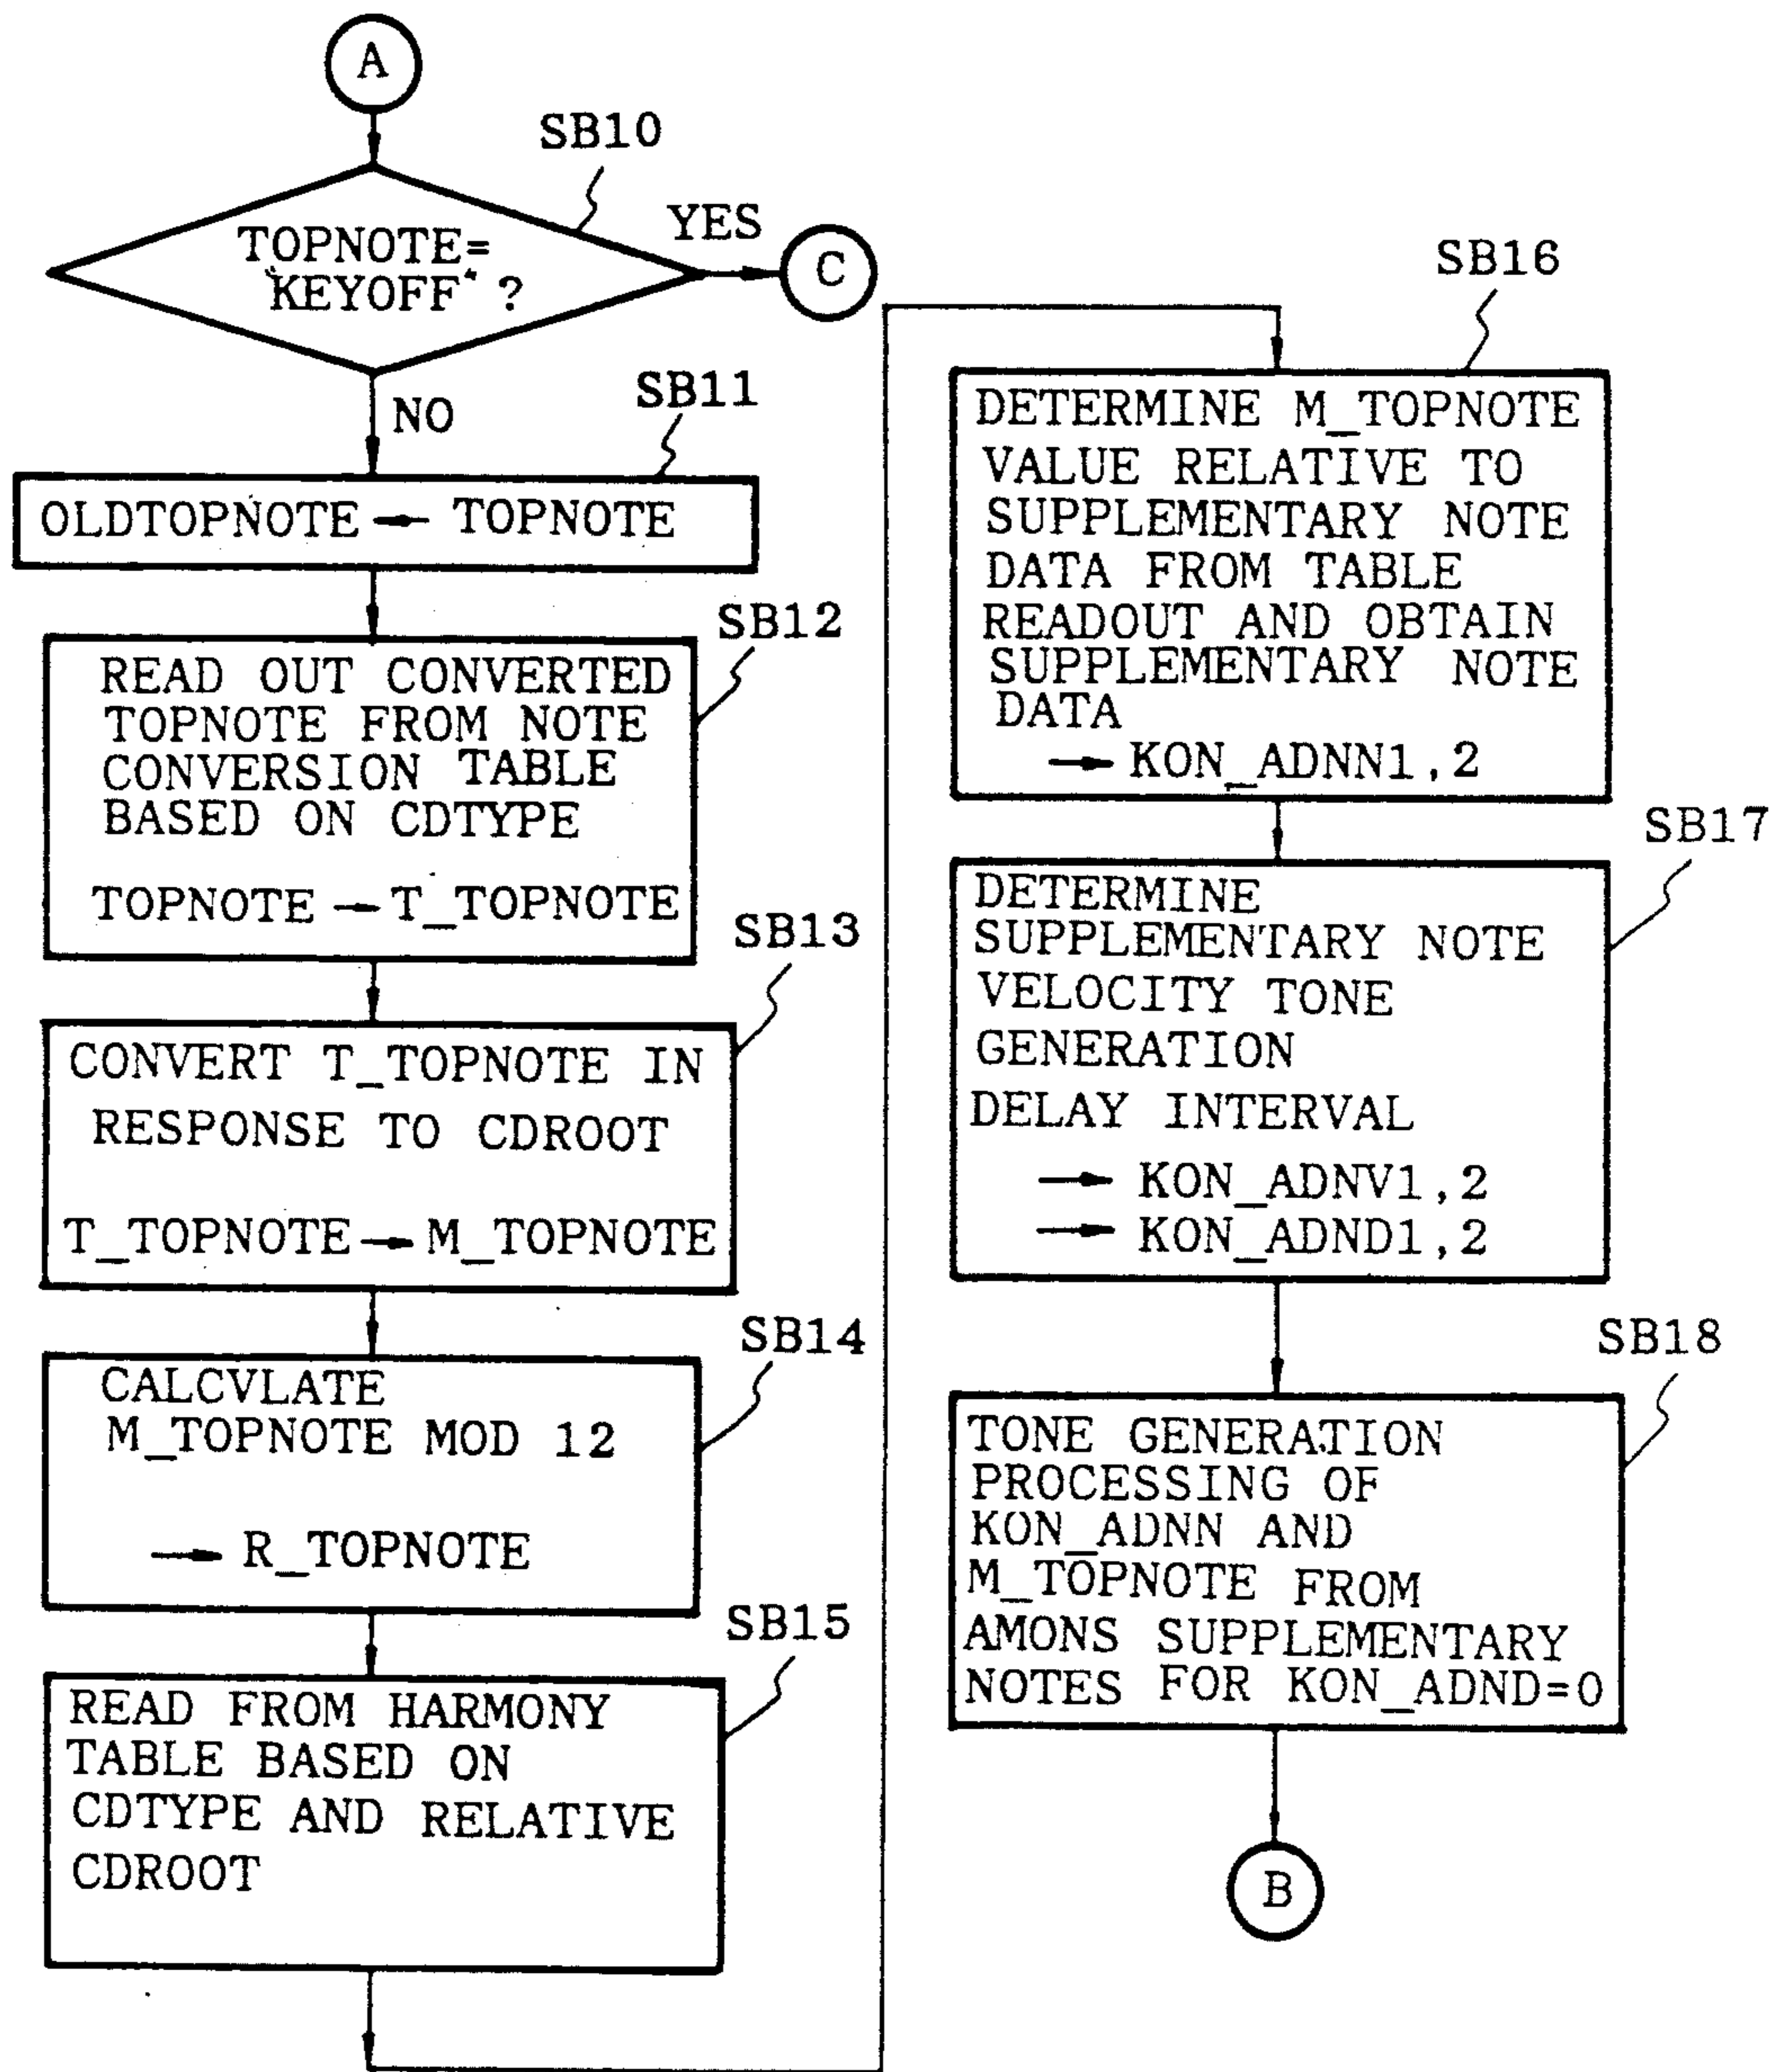 A
SB10
TOPNOTE=
"KEYOFF" ?
YES
C
NO
SB11
OLDTOPNOTE ← TOPNOTE
SB12
READ OUT CONVERTED
TOPNOTE FROM NOTE
CONVERSION TABLE
BASED ON CDTYPE
TOPNOTE → T_TOPNOTE
SB13
CONVERT T_TOPNOTE IN
RESPONSE TO CDROOT
T_TOPNOTE → M_TOPNOTE
SB14
CALCVLATE
M_TOPNOTE MOD 12
→ R_TOPNOTE
SB15
READ FROM HARMONY
TABLE BASED ON
CDTYPE AND RELATIVE
CDROOT
SB16
DETERMINE M_TOPNOTE
VALUE RELATIVE TO
SUPPLEMENTARY NOTE
DATA FROM TABLE
READOUT AND OBTAIN
SUPPLEMENTARY NOTE
DATA
→ KON_ADNN1,2
SB17
DETERMINE
SUPPLEMENTARY NOTE
VELOCITY TONE
GENERATION
DELAY INTERVAL
→ KON_ADNV1,2
→ KON_ADND1,2
SB18
TONE GENERATION
PROCESSING OF
KON_ADNN AND
M_TOPNOTE FROM
AMONS SUPPLEMENTARY
NOTES FOR KON_ADND=0
B